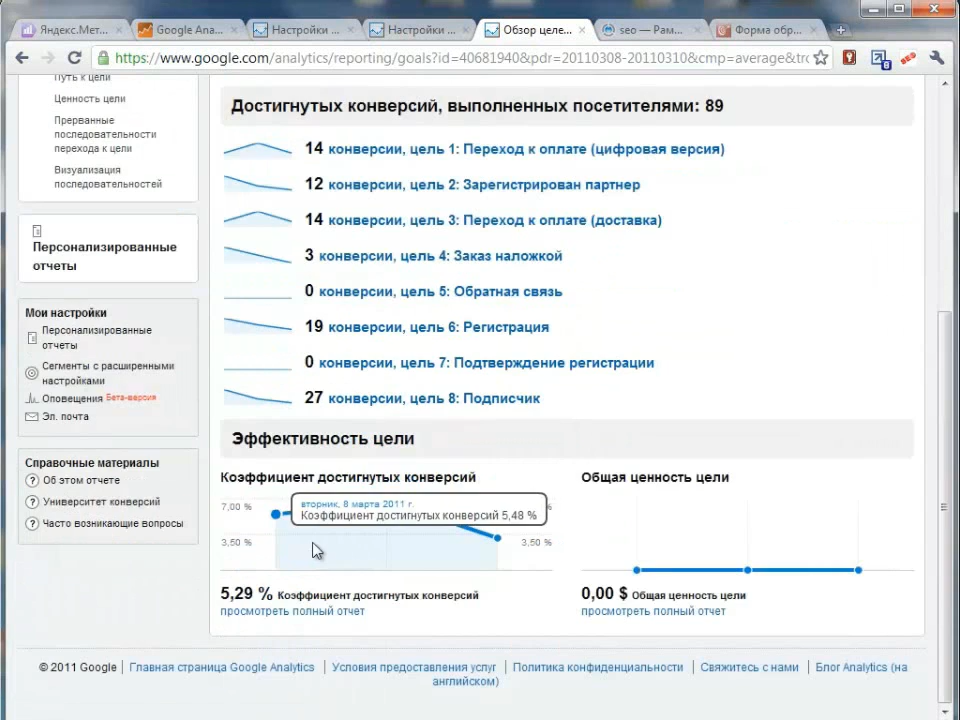 Яндекс.Мет...
Google Ana...
Настройки ...
Настройки ...
Обзор целе...
seo — Рам...
Форма обр...
https://www.google.com/analytics/reporting/goals?id=40681940&pdr=20110308-20110310&cmp=average&trc
Путь к цели
Ценность цели
Прерванные
последовательности
перехода к цели
Визуализация
последовательностей
Персонализированные
отчеты
Мои настройки
Персонализированные
отчеты
Сегменты с расширенными
настройками
Оповещения Бета-версия
Эл. почта
Справочные материалы
Об этом отчете
Университет конверсий
Часто возникающие вопросы
Достигнутых конверсий, выполненных посетителями: 89
14 конверсии, цель 1: Переход к оплате (цифровая версия)
12 конверсии, цель 2: Зарегистрирован партнер
14 конверсии, цель 3: Переход к оплате (доставка)
3 конверсии, цель 4: Заказ наложкой
0 конверсии, цель 5: Обратная связь
19 конверсии, цель 6: Регистрация
0 конверсии, цель 7: Подтверждение регистрации
27 конверсии, цель 8: Подписчик
Эффективность цели
Коэффициент достигнутых конверсий
7,00 %
вторник, 8 марта 2011 г.
Коэффициент достигнутых конверсий 5,48 %
%
3,50 %
3,50 %
5,29 % Коэффициент достигнутых конверсий
просмотреть полный отчет
Общая ценность цели
0,00 $ Общая ценность цели
просмотреть полный отчет
© 2011 Google | Главная страница Google Analytics | Условия предоставления услуг | Политика конфиденциальности | Свяжитесь с нами | Блог Analytics (на
английском)